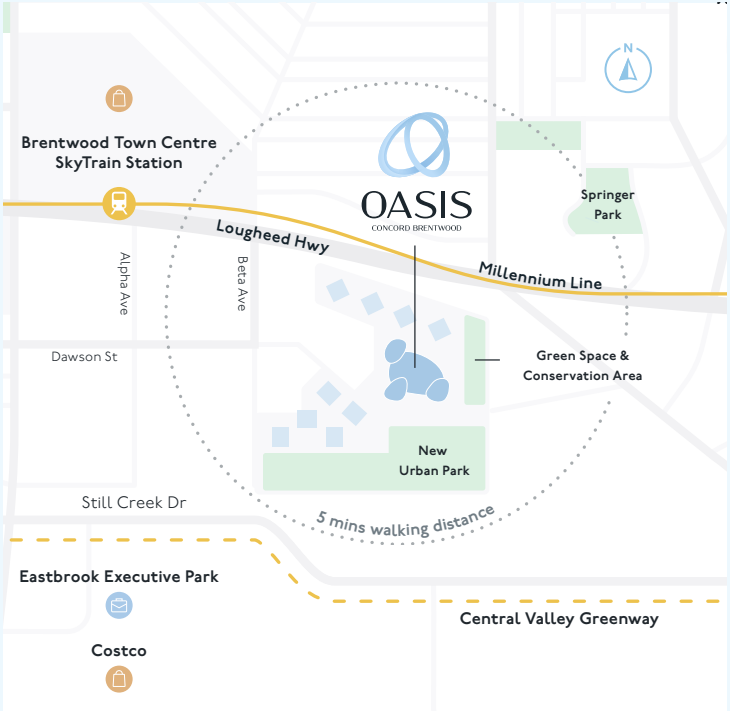 N
Brentwood Town Centre
SkyTrain Station
OASIS
CONCORD BRENTWOOD
Springer
Park
Lougheed Hwy
Millennium Line
Alpha Ave
Beta Ave
Dawson St
Green Space &
Conservation Area
New
Urban Park
Still Creek Dr
5 mins walking distance
Eastbrook Executive Park
Central Valley Greenway
Costco